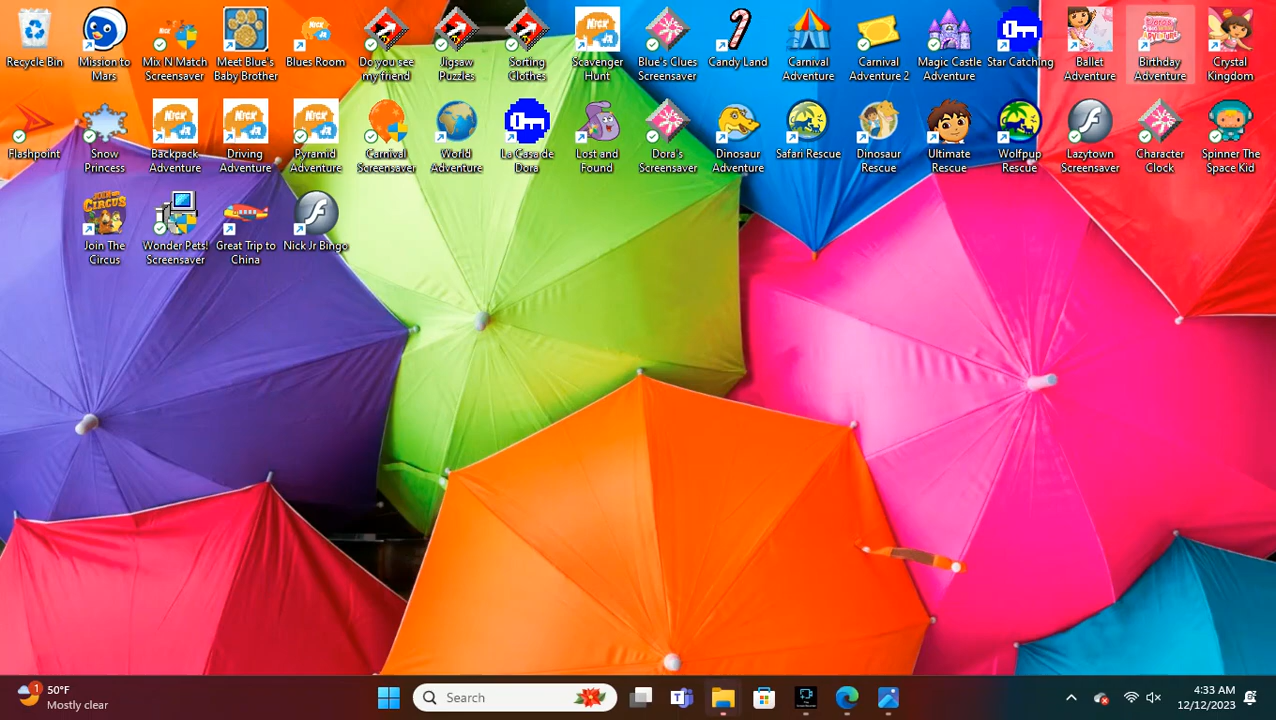 Recycle Bin
Mission to
Mars
Mix N Match
Screensaver
Meet Blue's
Baby Brother
Blues Room
Do you see
my friend
Jigsaw
Puzzles
Sorting
Clothes
Scavenger
Hunt
Blue's Clues
Screensaver
Candy Land
Carnival
Adventure
Carnival
Adventure 2
Magic Castle
Adventure
Star Catching
Ballet
Adventure
Birthday
Adventure
Crystal
Kingdom
Flashpoint
Snow
Princess
Backpack
Adventure
Driving
Adventure
Pyramid
Adventure
Carnival
Screensaver
World
Adventure
La Casa de
Dora
Lost and
Found
Dora's
Screensaver
Dinosaur
Adventure
Safari Rescue
Dinosaur
Rescue
Ultimate
Rescue
Wolfpup
Rescue
Lazytown
Screensaver
Character
Clock
Spinner The
Space Kid
Join The
Circus
Wonder Pets!
Screensaver
Great Trip to
China
Nick Jr Bingo
1
50°F
Mostly clear
Search
4:33 AM
12/12/2023